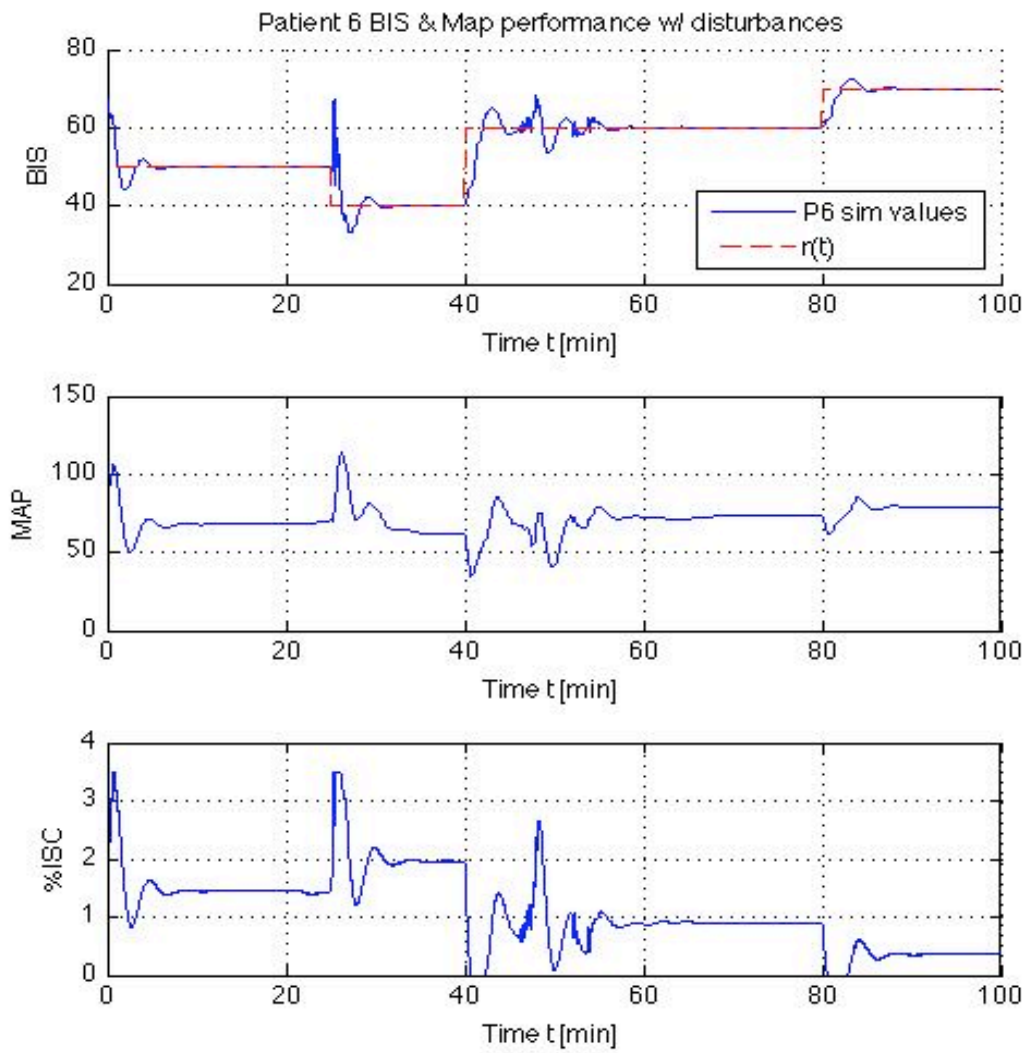 Patient 6 BIS & Map performance w/ disturbances
80
60
40
20
BIS
P6 sim values
r(t)
0 20 40 60 80 100
Time t [min]
150
100
50
0
MAP
0 20 40 60 80 100
Time t [min]
4
3
2
1
0
%ISC
0 20 40 60 80 100
Time t [min]